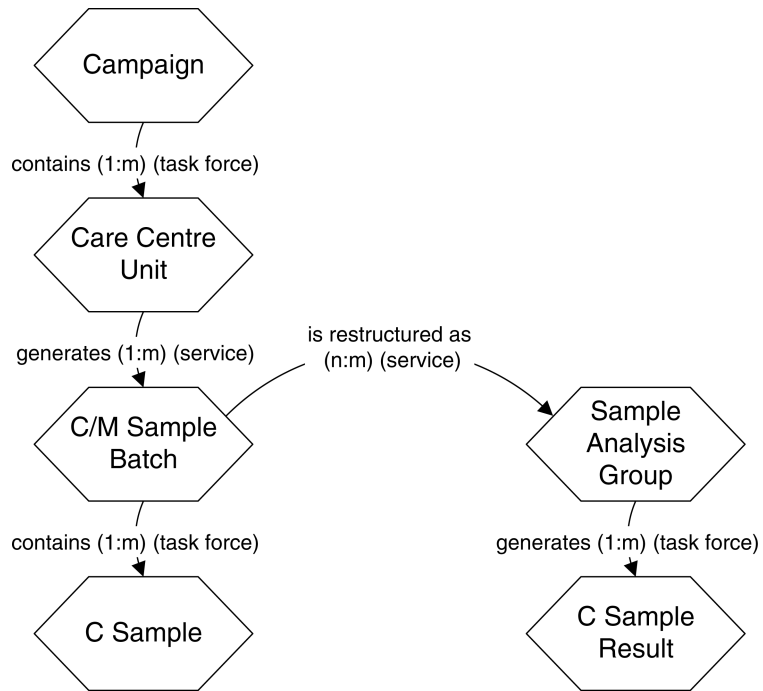 Campaign
contains (1:m) (task force)
Care Centre
Unit
generates (1:m) (service)
is restructured as
(n:m) (service)
C/M Sample
Batch
Sample
Analysis
Group
contains (1:m) (task force)
generates (1:m) (task force)
C Sample
C Sample
Result